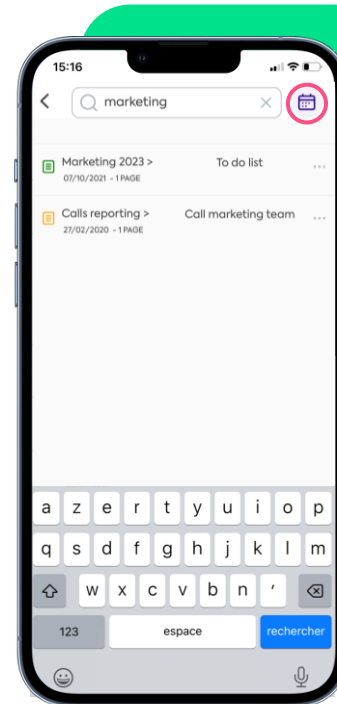 15:16
marketing
Marketing 2023 > To do list ...
07/10/2021 - 1 PAGE
Calls reporting > Call marketing team ...
27/02/2020 - 1 PAGE
a z e r t y u i o p
q s d f g h j k l m
w x c v b n '
123 espace rechercher